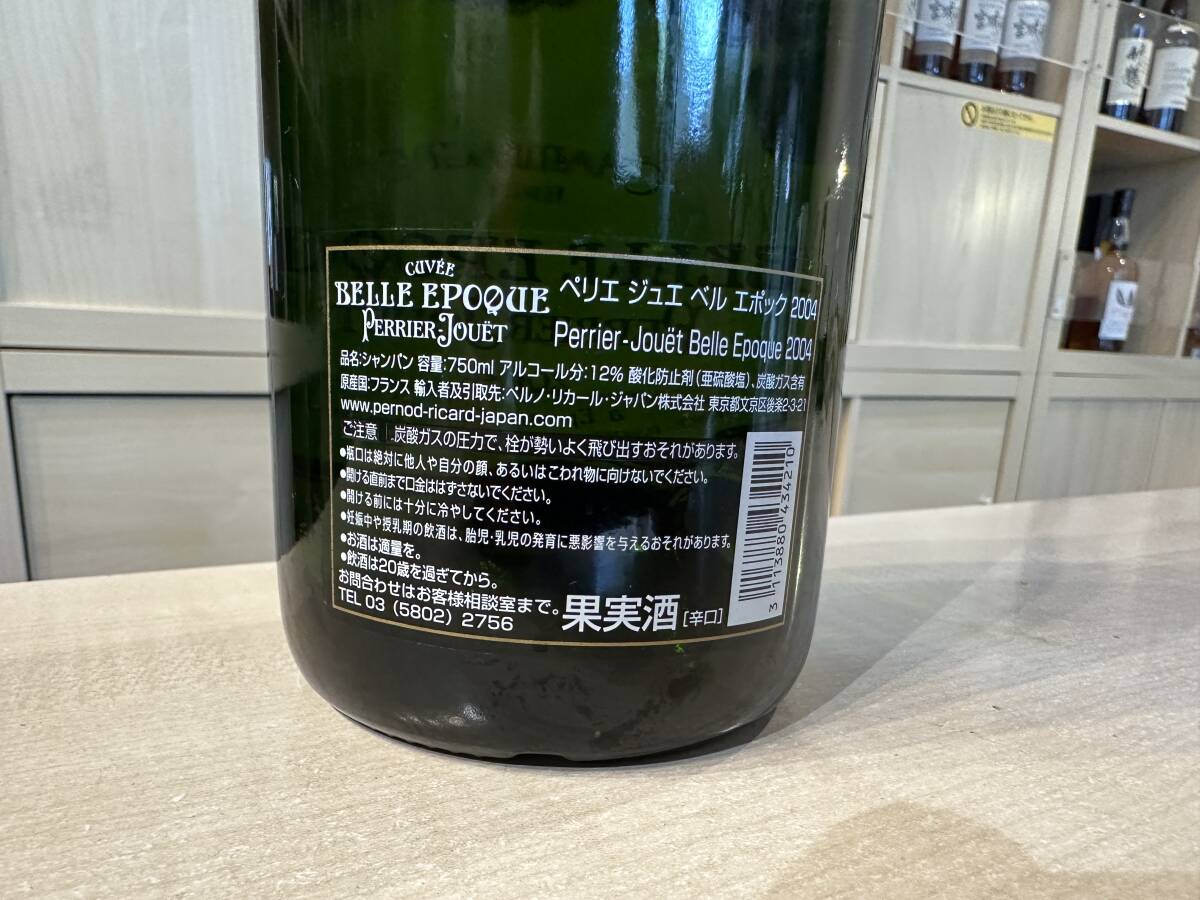 CUVÉE
BELLE EPOQUE
PERRIER-JOUËT
ペリエ ジュエ ベル エポック 2004
Perrier-Jouët Belle Epoque 2004
品名:シャンパン 容量:750ml アルコール分:12% 酸化防止剤(亜硫酸塩)、炭酸ガス含有
原産国:フランス 輸入者及引取先:ペルノ・リカール・ジャパン株式会社 東京都文京区後楽2-3-21
www.pernod-ricard-japan.com
ご注意 炭酸ガスの圧力で、栓が勢いよく飛び出すおそれがあります。
●瓶口は絶対に他人や自分の顔、あるいはこわれ物に向けないでください。
●開ける直前まで口金ははずさないでください。
●開ける前には十分に冷やしてください。
●妊娠中や授乳期の飲酒は、胎児・乳児の発育に悪影響を与えるおそれがあります。
●お酒は適量を。
●飲酒は20歳を過ぎてから。
お問合わせはお客様相談室まで。
TEL 03 (5802) 2756
果実酒 [辛口]
3 113880 434210